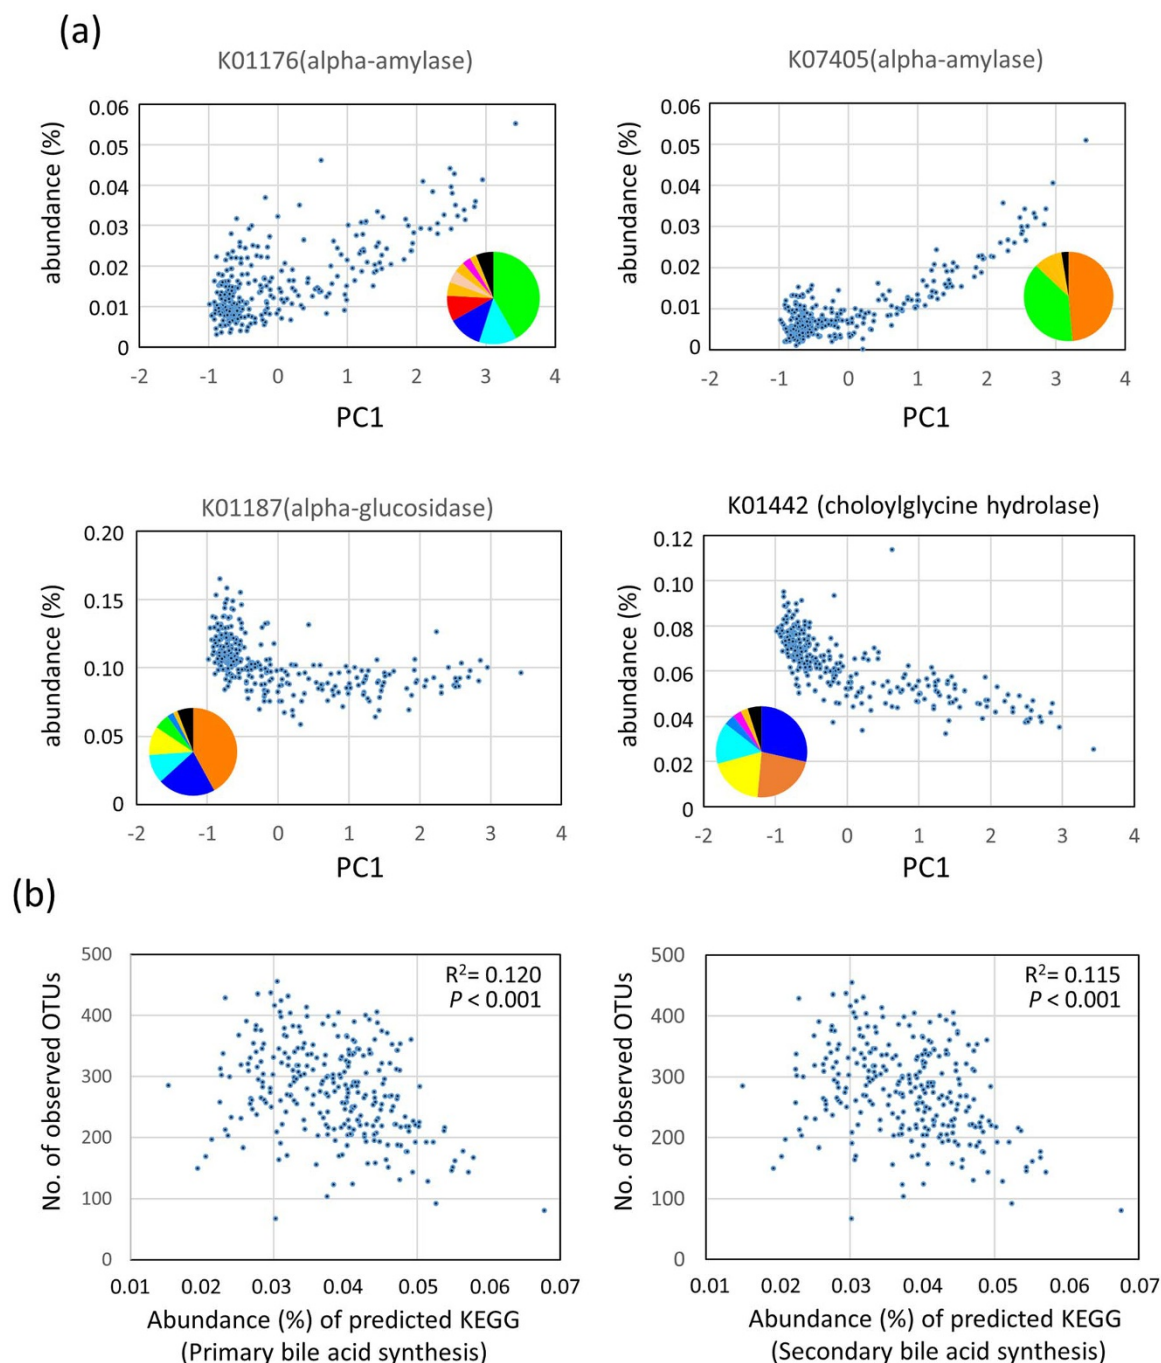 (a)
K01176(alpha-amylase)
abundance (%)
0.06
0.05
0.04
0.03
0.02
0.01
0
-2 -1 0 1 2 3 4
PC1
K07405(alpha-amylase)
abundance (%)
0.06
0.05
0.04
0.03
0.02
0.01
0
-2 -1 0 1 2 3 4
PC1
K01187(alpha-glucosidase)
abundance (%)
0.20
0.15
0.10
0.05
0
-2 -1 0 1 2 3 4
PC1
K01442 (choloylglycine hydrolase)
abundance (%)
0.12
0.10
0.08
0.06
0.04
0.02
0
-2 -1 0 1 2 3 4
PC1
(b)
No. of observed OTUs
500
400
300
200
100
0
R²= 0.120
P < 0.001
0.01 0.02 0.03 0.04 0.05 0.06 0.07
Abundance (%) of predicted KEGG
(Primary bile acid synthesis)
No. of observed OTUs
500
400
300
200
100
0
R²= 0.115
P < 0.001
0.01 0.02 0.03 0.04 0.05 0.06 0.07
Abundance (%) of predicted KEGG
(Secondary bile acid synthesis)